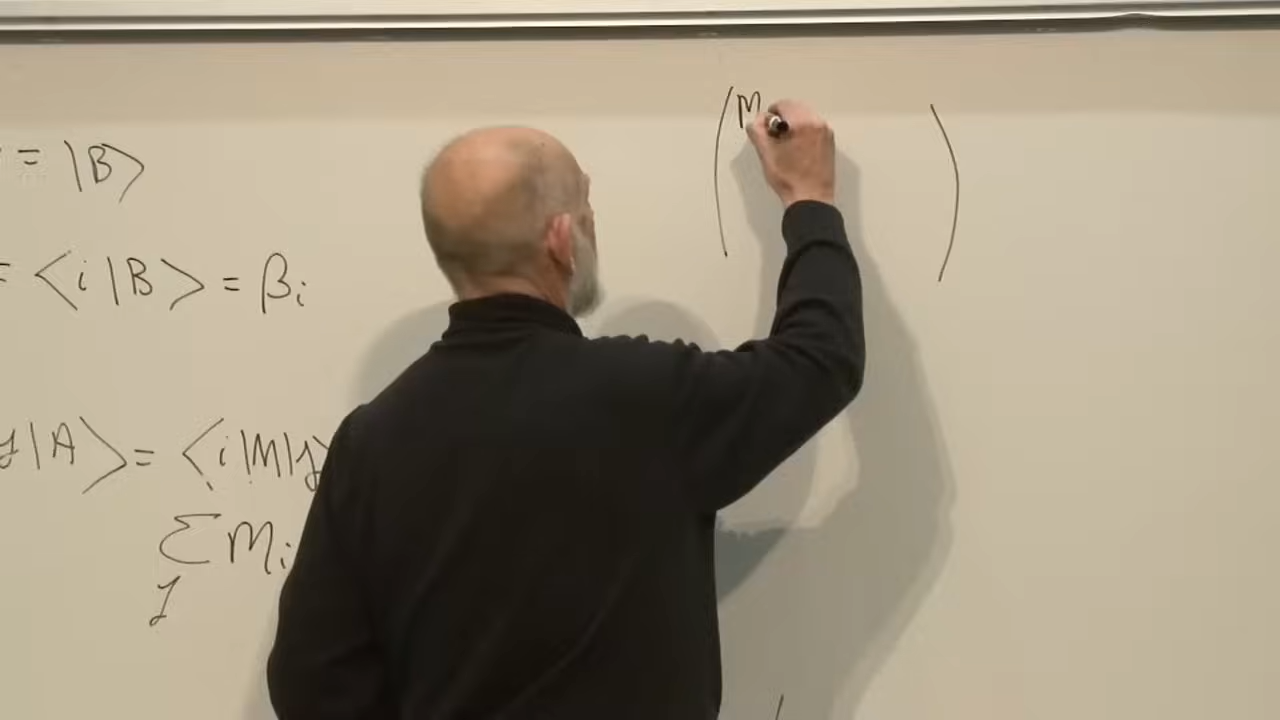 = |B⟩
(M
= ⟨i|B⟩ = βi
j|A⟩ = ⟨i|M|j⟩
∑ mi
j